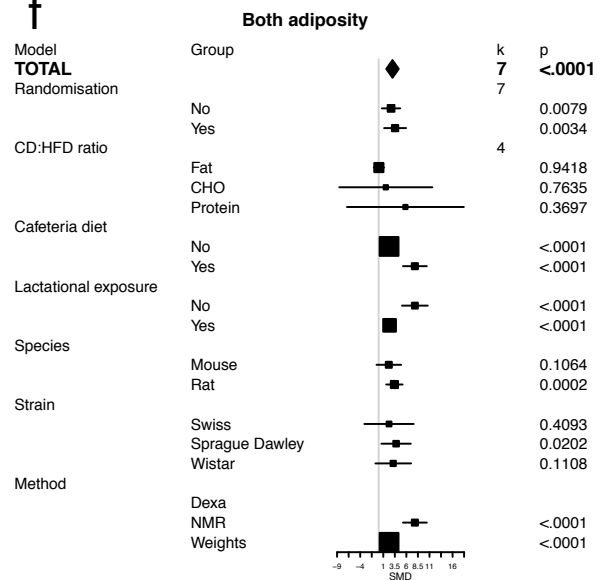 f
Both adiposity
Model Group k p
TOTAL 7 <.0001
Randomisation 7
No 0.0079
Yes 0.0034
CD:HFD ratio 4
Fat 0.9418
CHO 0.7635
Protein 0.3697
Cafeteria diet
No <.0001
Yes <.0001
Lactational exposure
No <.0001
Yes <.0001
Species
Mouse 0.1064
Rat 0.0002
Strain
Swiss 0.4093
Sprague Dawley 0.0202
Wistar 0.1108
Method
Dexa
NMR <.0001
Weights <.0001
−9 −4 1 3.5 6 8.5 11 16
SMD